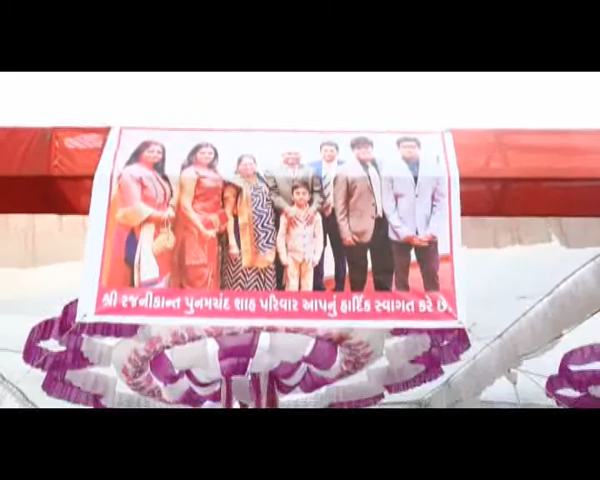 શ્રી રજનીકાન્ત પુનમચંદ શાહ પરિવાર આપનું હાર્દિક સ્વાગત કરે છે.